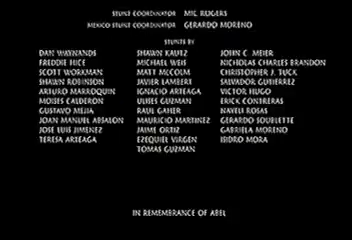 STUNT COORDINATOR MIC RODGERS
MEXICO STUNT COORDINATOR GERARDO MORENO
STUNTS BY
DAN WAYNANDS SHAWN KAUTZ JOHN C. MEIER
FREDDIE HICE MICHAEL WEIS NICHOLAS CHARLES BRANDON
SCOTT WORKMAN MATT MCCOLM CHRISTOPHER J. TUCK
SHAWN ROBINSON JAVIER LAMBERT SALVADOR GUTIERREZ
ARTURO MARROQUIN IGNACIO ARTEAGA VICTOR HUGO
MOISES CALDERON ULISES GUZMAN ERICK CONTRERAS
GUSTAVO MEJIA RAUL GAHER NAYELI ROSAS
JOAN MANUEL ABSALON MAURICIO MARTINEZ GERARDO SOUBLETTE
JOSE LUIS JIMENEZ JAIME ORTIZ GABRIELA MORENO
TERESA ARTEAGA EZEQUIEL VIRGEN ISIDRO MORA
TOMAS GUZMAN
IN REMEMBRANCE OF ABEL